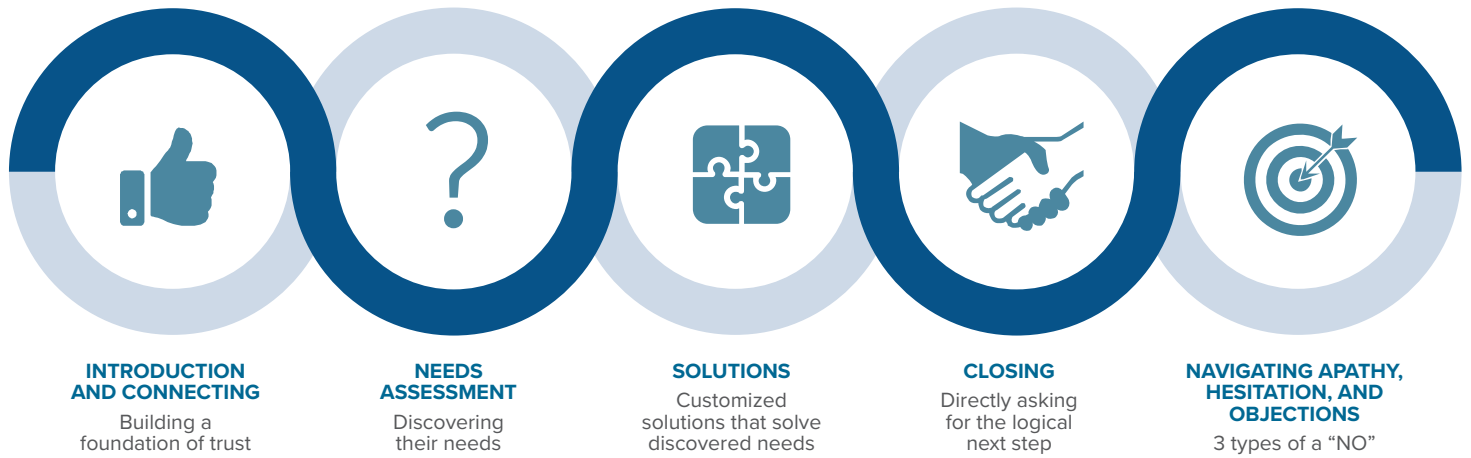 INTRODUCTION
AND CONNECTING
Building a
foundation of trust
NEEDS
ASSESSMENT
Discovering
their needs
SOLUTIONS
Customized
solutions that solve
discovered needs
CLOSING
Directly asking
for the logical
next step
NAVIGATING APATHY,
HESITATION, AND
OBJECTIONS
3 types of a “NO”